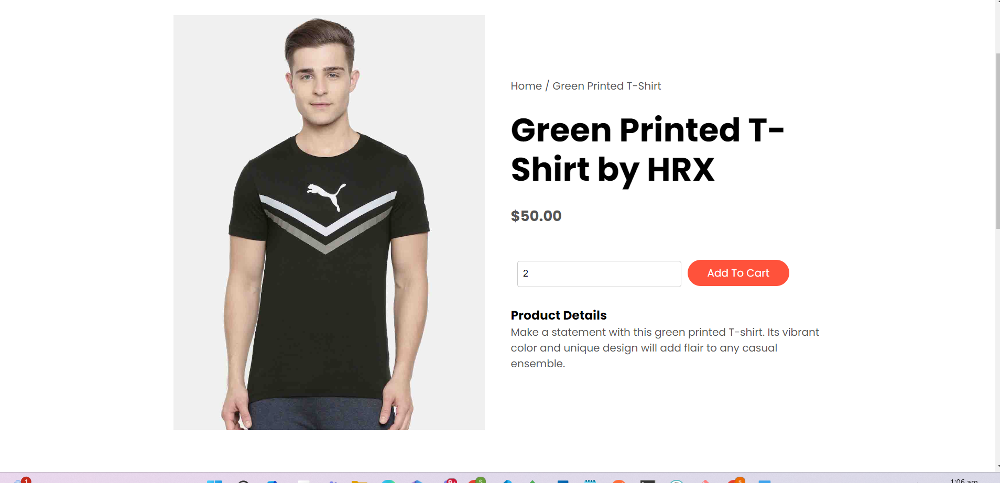 Home / Green Printed T-Shirt
Green Printed T-
Shirt by HRX
$50.00
2
Add To Cart
Product Details
Make a statement with this green printed T-shirt. Its vibrant
color and unique design will add flair to any casual
ensemble.
1
S
1:06 am